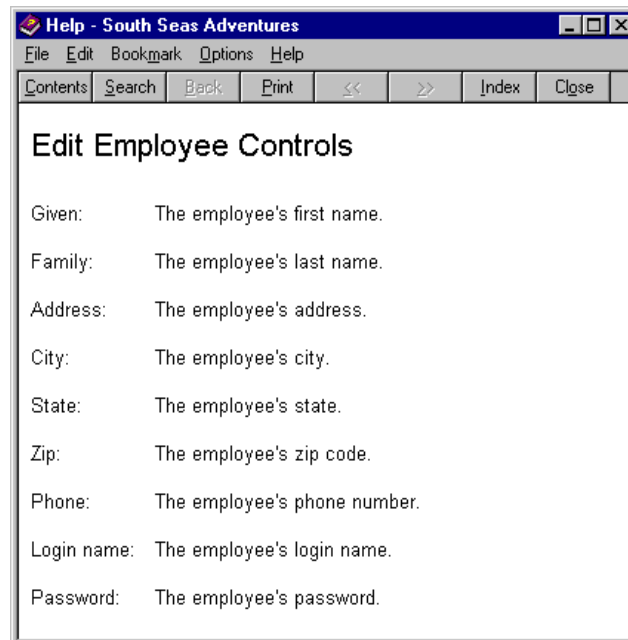 Help - South Seas Adventures
File Edit Bookmark Options Help
Contents Search Back Print << >> Index Close
Edit Employee Controls
Given: The employee's first name.
Family: The employee's last name.
Address: The employee's address.
City: The employee's city.
State: The employee's state.
Zip: The employee's zip code.
Phone: The employee's phone number.
Login name: The employee's login name.
Password: The employee's password.